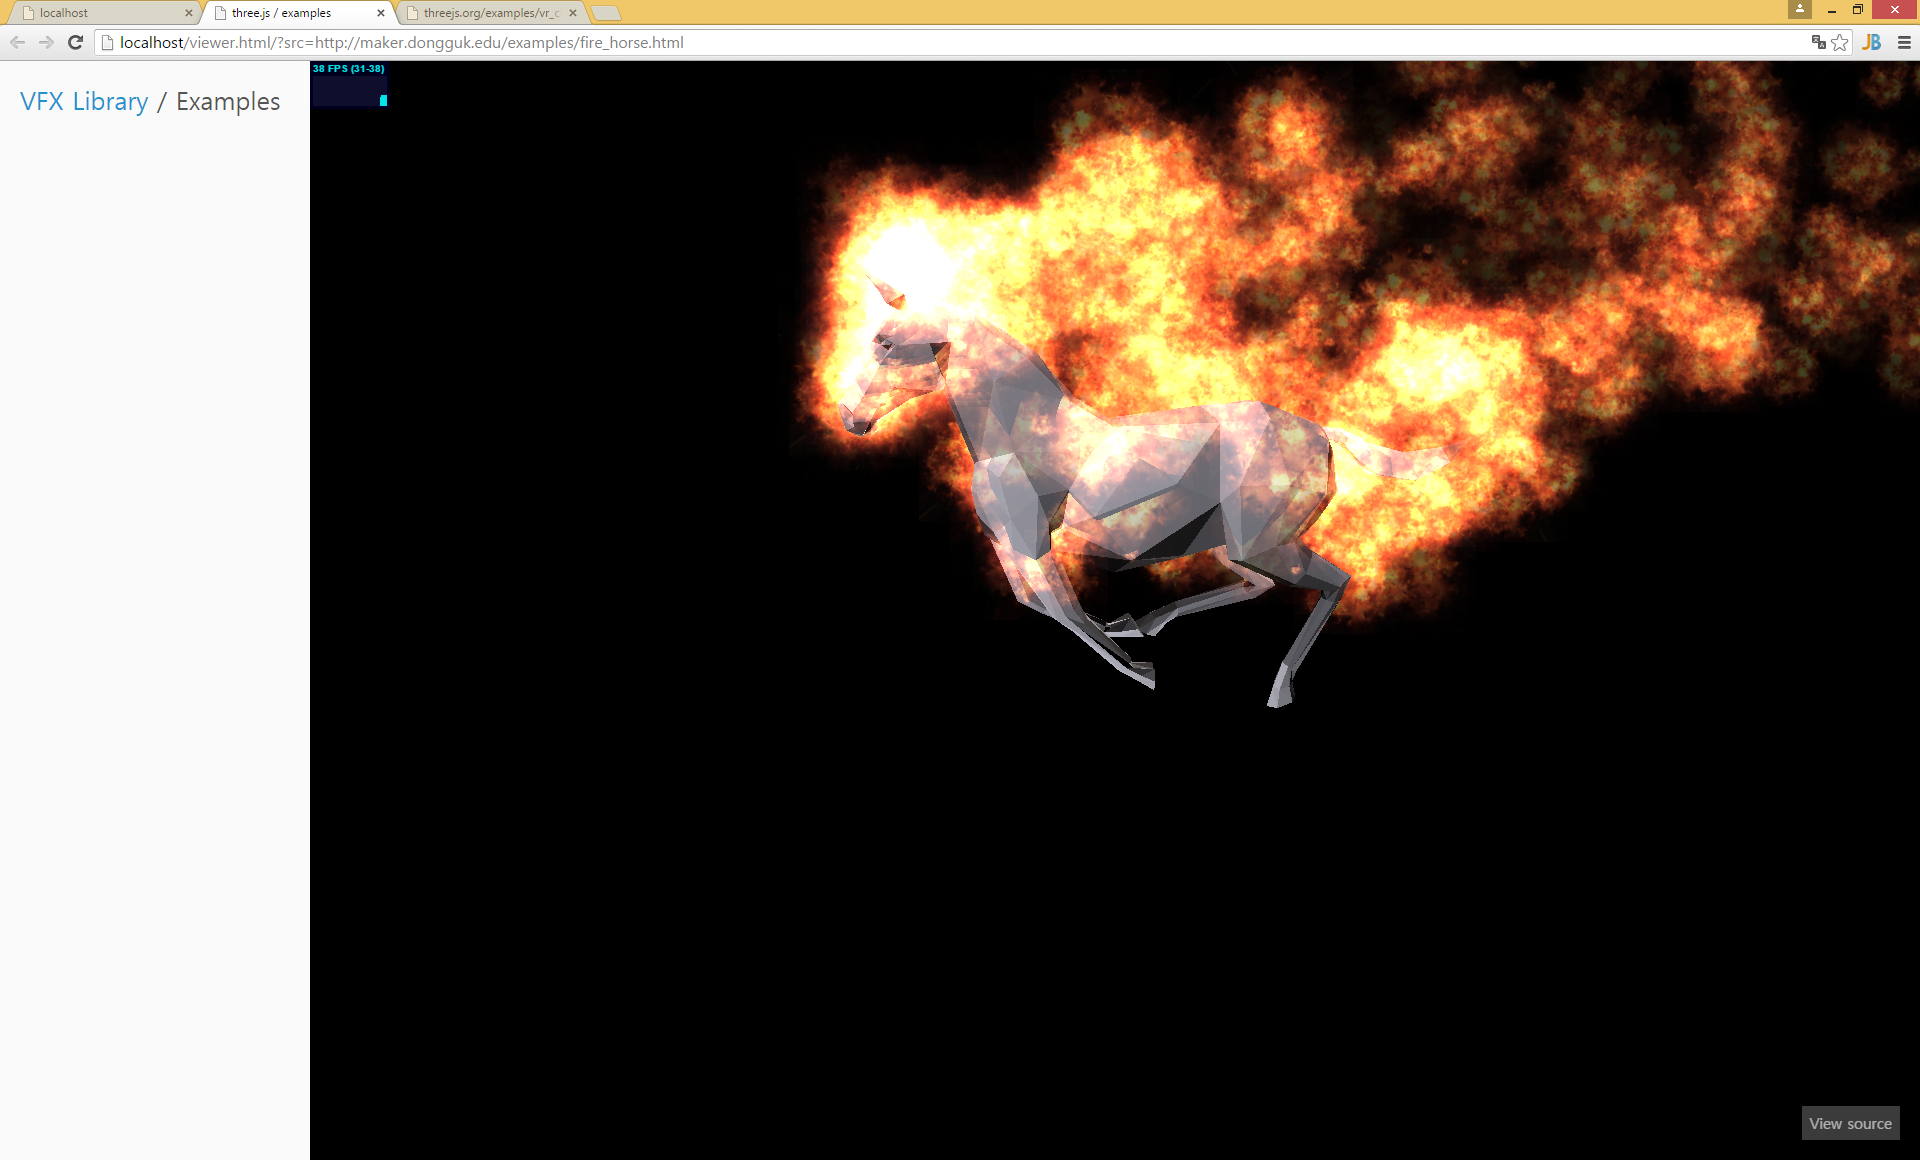 localhost
three.js / examples
threejs.org/examples/vr_c
localhost/viewer.html/?src=http://maker.dongguk.edu/examples/fire_horse.html
JB
38 FPS (31-38)
VFX Library / Examples
View source